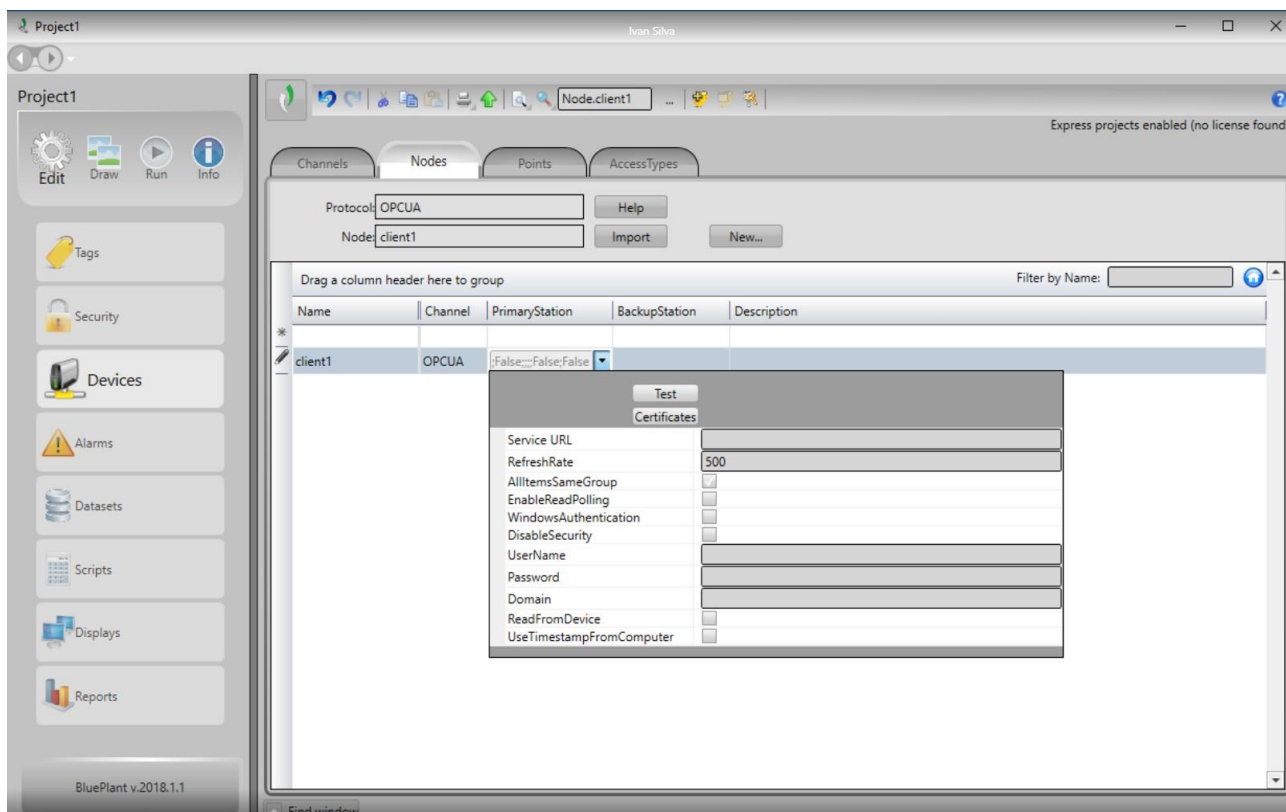 Project1
Ivan Silva
Project1
Edit
Draw
Run
Info
Tags
Security
Devices
Alarms
Datasets
Scripts
Displays
Reports
BluePlant v.2018.1.1
Node.client1
...
Express projects enabled (no license found
Channels
Nodes
Points
AccessTypes
Protocol: OPCUA
Help
Node: client1
Import
New...
Drag a column header here to group
Filter by Name:
Name Channel PrimaryStation BackupStation Description
client1 OPCUA ;False;;;;False;False
Test
Certificates
Service URL
RefreshRate 500
AllItemsSameGroup
EnableReadPolling
WindowsAuthentication
DisableSecurity
UserName
Password
Domain
ReadFromDevice
UseTimestampFromComputer
Find window